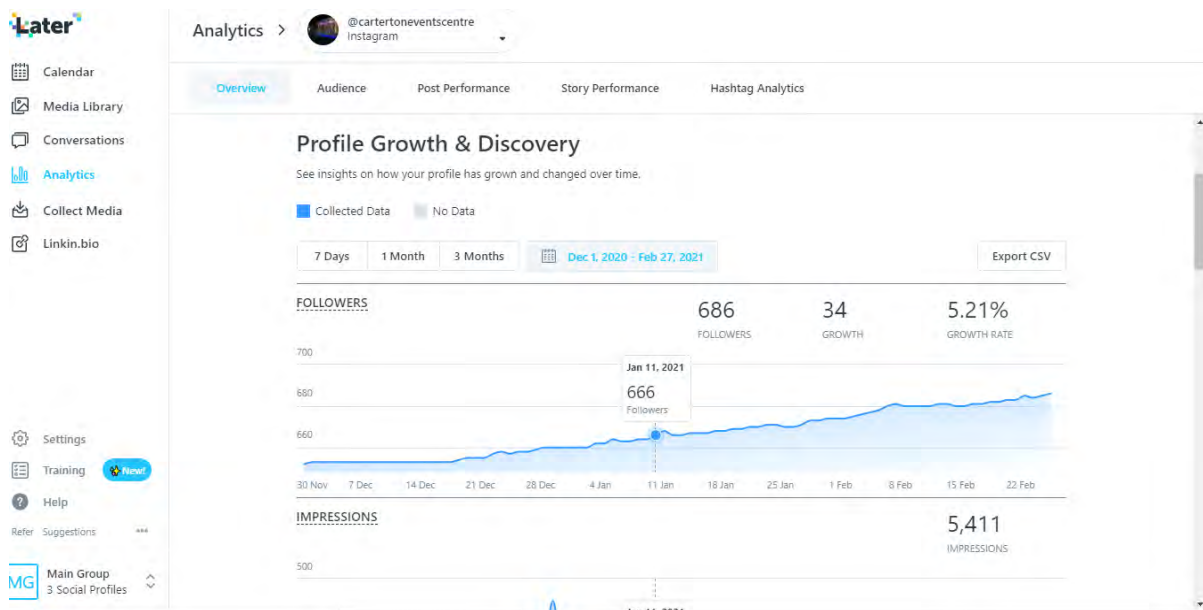 Later
Calendar
Media Library
Conversations
Analytics
Collect Media
Linkin.bio
Settings
Training New!
Help
Refer Suggestions
MG Main Group
3 Social Profiles
Analytics > @cartertoneventscentre
Instagram
Overview Audience Post Performance Story Performance Hashtag Analytics
Profile Growth & Discovery
See insights on how your profile has grown and changed over time.
Collected Data No Data
7 Days 1 Month 3 Months Dec 1, 2020 - Feb 27, 2021 Export CSV
FOLLOWERS
686 34 5.21%
FOLLOWERS GROWTH GROWTH RATE
700
Jan 11, 2021
680
666
Followers
660
30 Nov 7 Dec 14 Dec 21 Dec 28 Dec 4 Jan 11 Jan 18 Jan 25 Jan 1 Feb 8 Feb 15 Feb 22 Feb
IMPRESSIONS
5,411
IMPRESSIONS
500